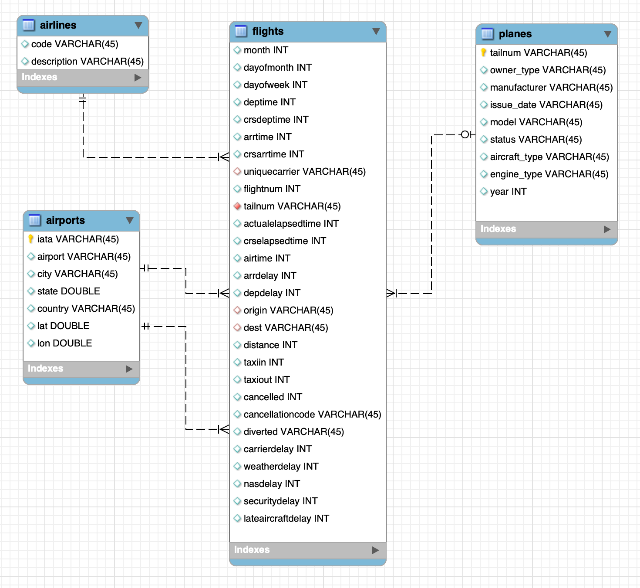 airlines
code VARCHAR(45)
description VARCHAR(45)
Indexes
airports
iata VARCHAR(45)
airport VARCHAR(45)
city VARCHAR(45)
state DOUBLE
country VARCHAR(45)
lat DOUBLE
lon DOUBLE
Indexes
flights
month INT
dayofmonth INT
dayofweek INT
deptime INT
crsdeptime INT
arrtime INT
crsarrtime INT
uniquecarrier VARCHAR(45)
flightnum INT
tailnum VARCHAR(45)
actualelapsedtime INT
crselapsedtime INT
airtime INT
arrdelay INT
depdelay INT
origin VARCHAR(45)
dest VARCHAR(45)
distance INT
taxiin INT
taxiout INT
cancelled INT
cancellationcode VARCHAR(45)
diverted VARCHAR(45)
carrierdelay INT
weatherdelay INT
nasdelay INT
securitydelay INT
lateaircraftdelay INT
Indexes
planes
tailnum VARCHAR(45)
owner_type VARCHAR(45)
manufacturer VARCHAR(45)
issue_date VARCHAR(45)
model VARCHAR(45)
status VARCHAR(45)
aircraft_type VARCHAR(45)
engine_type VARCHAR(45)
year INT
Indexes